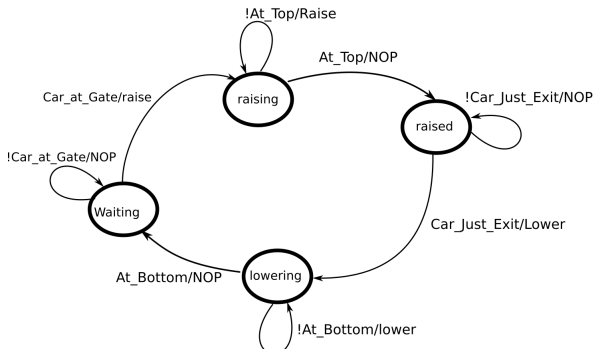 !At_Top/Raise
At_Top/NOP
Car_at_Gate/raise
raising
!Car_Just_Exit/NOP
raised
!Car_at_Gate/NOP
Waiting
Car_Just_Exit/Lower
At_Bottom/NOP
lowering
!At_Bottom/lower